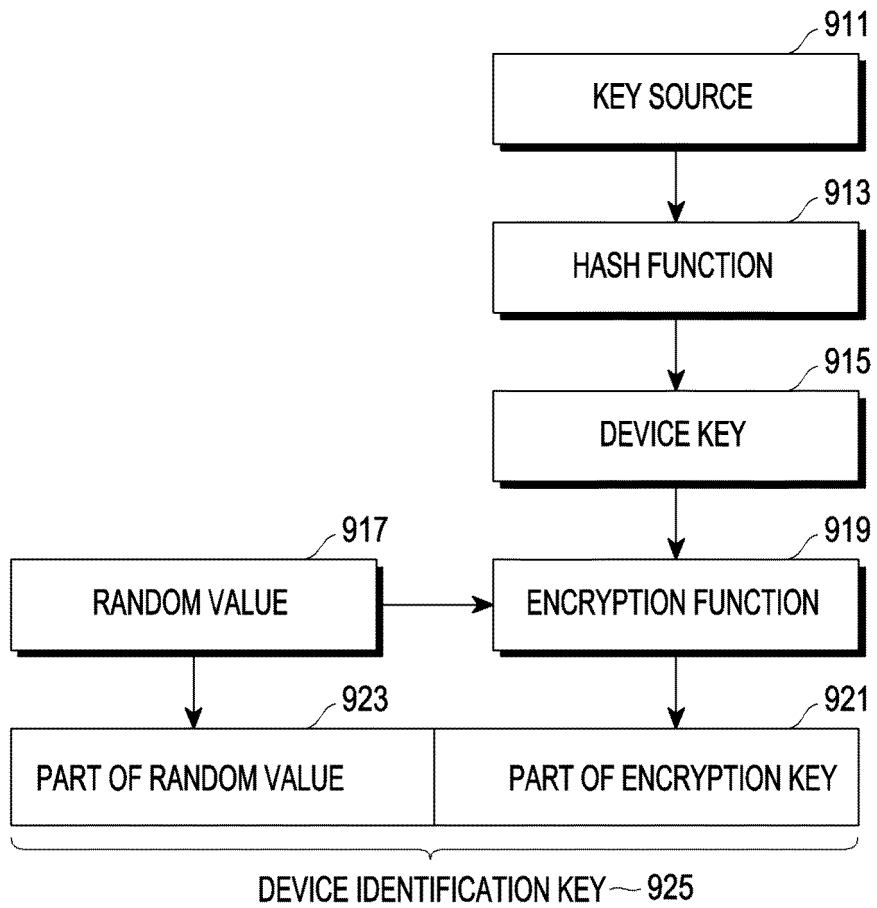 911
KEY SOURCE
913
HASH FUNCTION
915
DEVICE KEY
917
919
RANDOM VALUE
ENCRYPTION FUNCTION
923
921
PART OF RANDOM VALUE
PART OF ENCRYPTION KEY
DEVICE IDENTIFICATION KEY 925